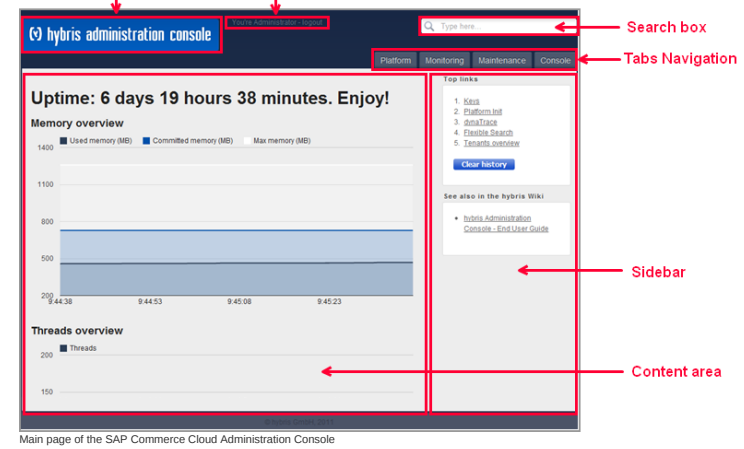 You're Administrator - logout
Type here...
Search box
(·) hybris administration console
Platform Monitoring Maintenance Console
Tabs Navigation
Uptime: 6 days 19 hours 38 minutes. Enjoy!
Memory overview
Used memory (MB) Committed memory (MB) Max memory (MB)
1400
1100
800
500
200
9:44:38 9:44:53 9:45:08 9:45:23
Threads overview
Threads
200
150
Top links
1. Keys
2. Platform Init
3. dynaTrace
4. Flexible Search
5. Tenants overview
Clear history
See also in the hybris Wiki
• hybris Administration
Console - End User Guide
Sidebar
Content area
2011
Main page of the SAP Commerce Cloud Administration Console